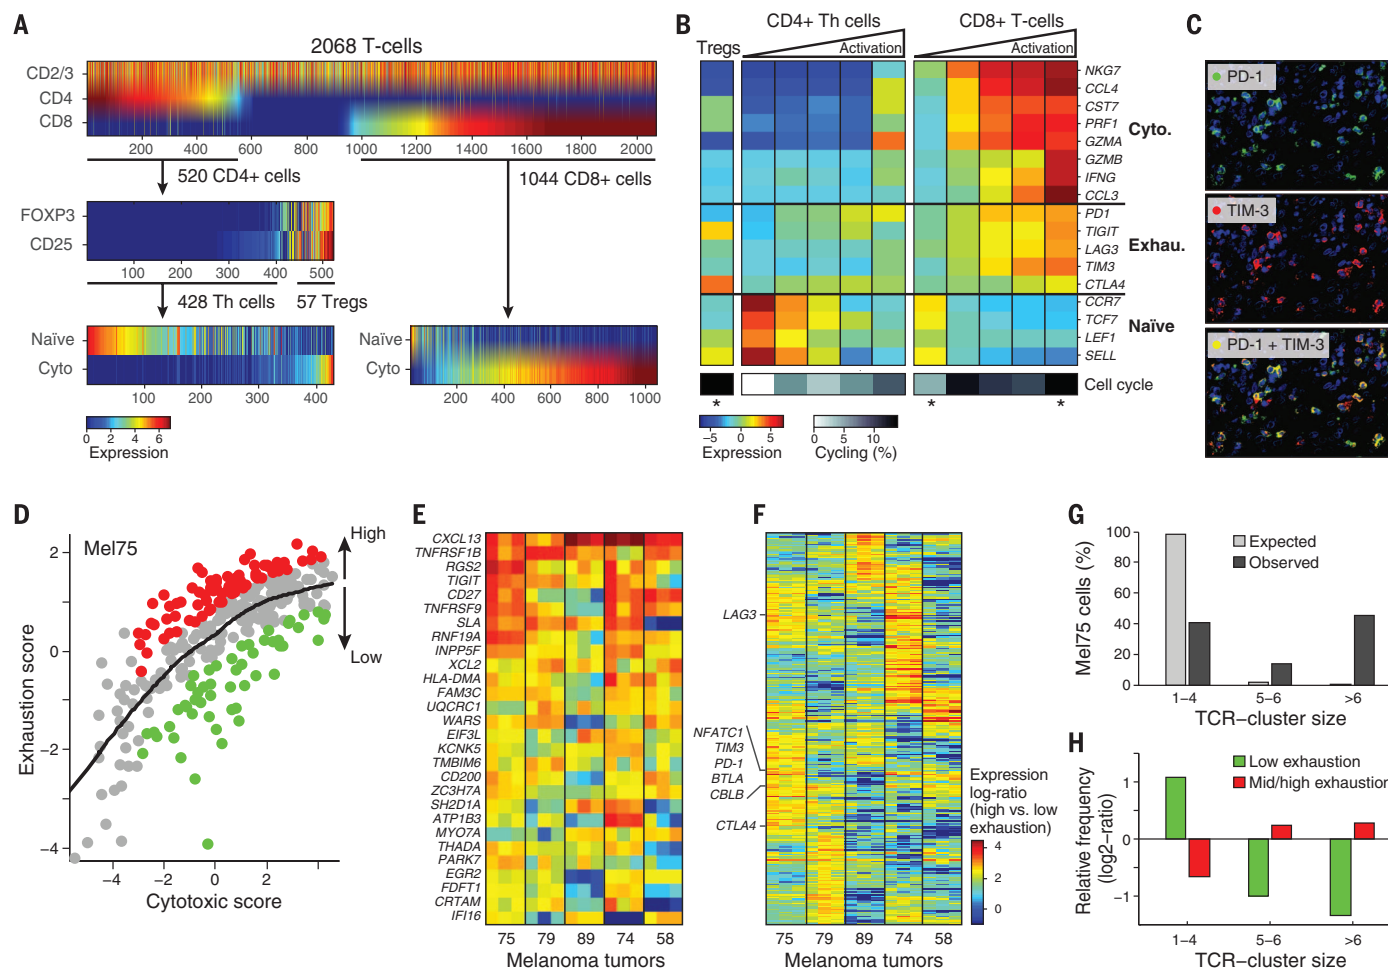 A
2068 T-cells
CD2/3
CD4
CD8
200 400 600 800 1000 1200 1400 1600 1800 2000
520 CD4+ cells
1044 CD8+ cells
FOXP3
CD25
100 200 300 400 500
428 Th cells 57 Tregs
Naïve
Cyto
100 200 300 400
Naïve
Cyto
200 400 600 800 1000
0 2 4 6
Expression
B
CD4+ Th cells CD8+ T-cells
Tregs Activation Activation
NKG7
CCL4
CST7
PRF1
GZMA
GZMB
IFNG
CCL3
Cyto.
PD1
TIGIT
LAG3
TIM3
CTLA4
Exhau.
CCR7
TCF7
LEF1
SELL
Naïve
Cell cycle
* * *
−5 0 5
Expression
0 5 10
Cycling (%)
C
PD-1
TIM-3
PD-1 + TIM-3
D
Mel75
High
Low
Exhaustion score
2
0
−2
−4
−4 −2 0 2
Cytotoxic score
E
CXCL13
TNFRSF1B
RGS2
TIGIT
CD27
TNFRSF9
SLA
RNF19A
INPP5F
XCL2
HLA-DMA
FAM3C
UQCRC1
WARS
EIF3L
KCNK5
TMBIM6
CD200
ZC3H7A
SH2D1A
ATP1B3
MYO7A
THADA
PARK7
EGR2
FDFT1
CRTAM
IFI16
75 79 89 74 58
Melanoma tumors
F
LAG3
NFATC1
TIM3
PD-1
BTLA
CBLB
CTLA4
75 79 89 74 58
Melanoma tumors
Expression
log-ratio
(high vs. low
exhaustion)
4
2
0
G
Mel75 cells (%)
100
80
60
40
20
0
Expected
Observed
1−4 5−6 >6
TCR−cluster size
H
Relative frequency
(log2−ratio)
1
0
−1
Low exhaustion
Mid/high exhaustion
1−4 5−6 >6
TCR−cluster size